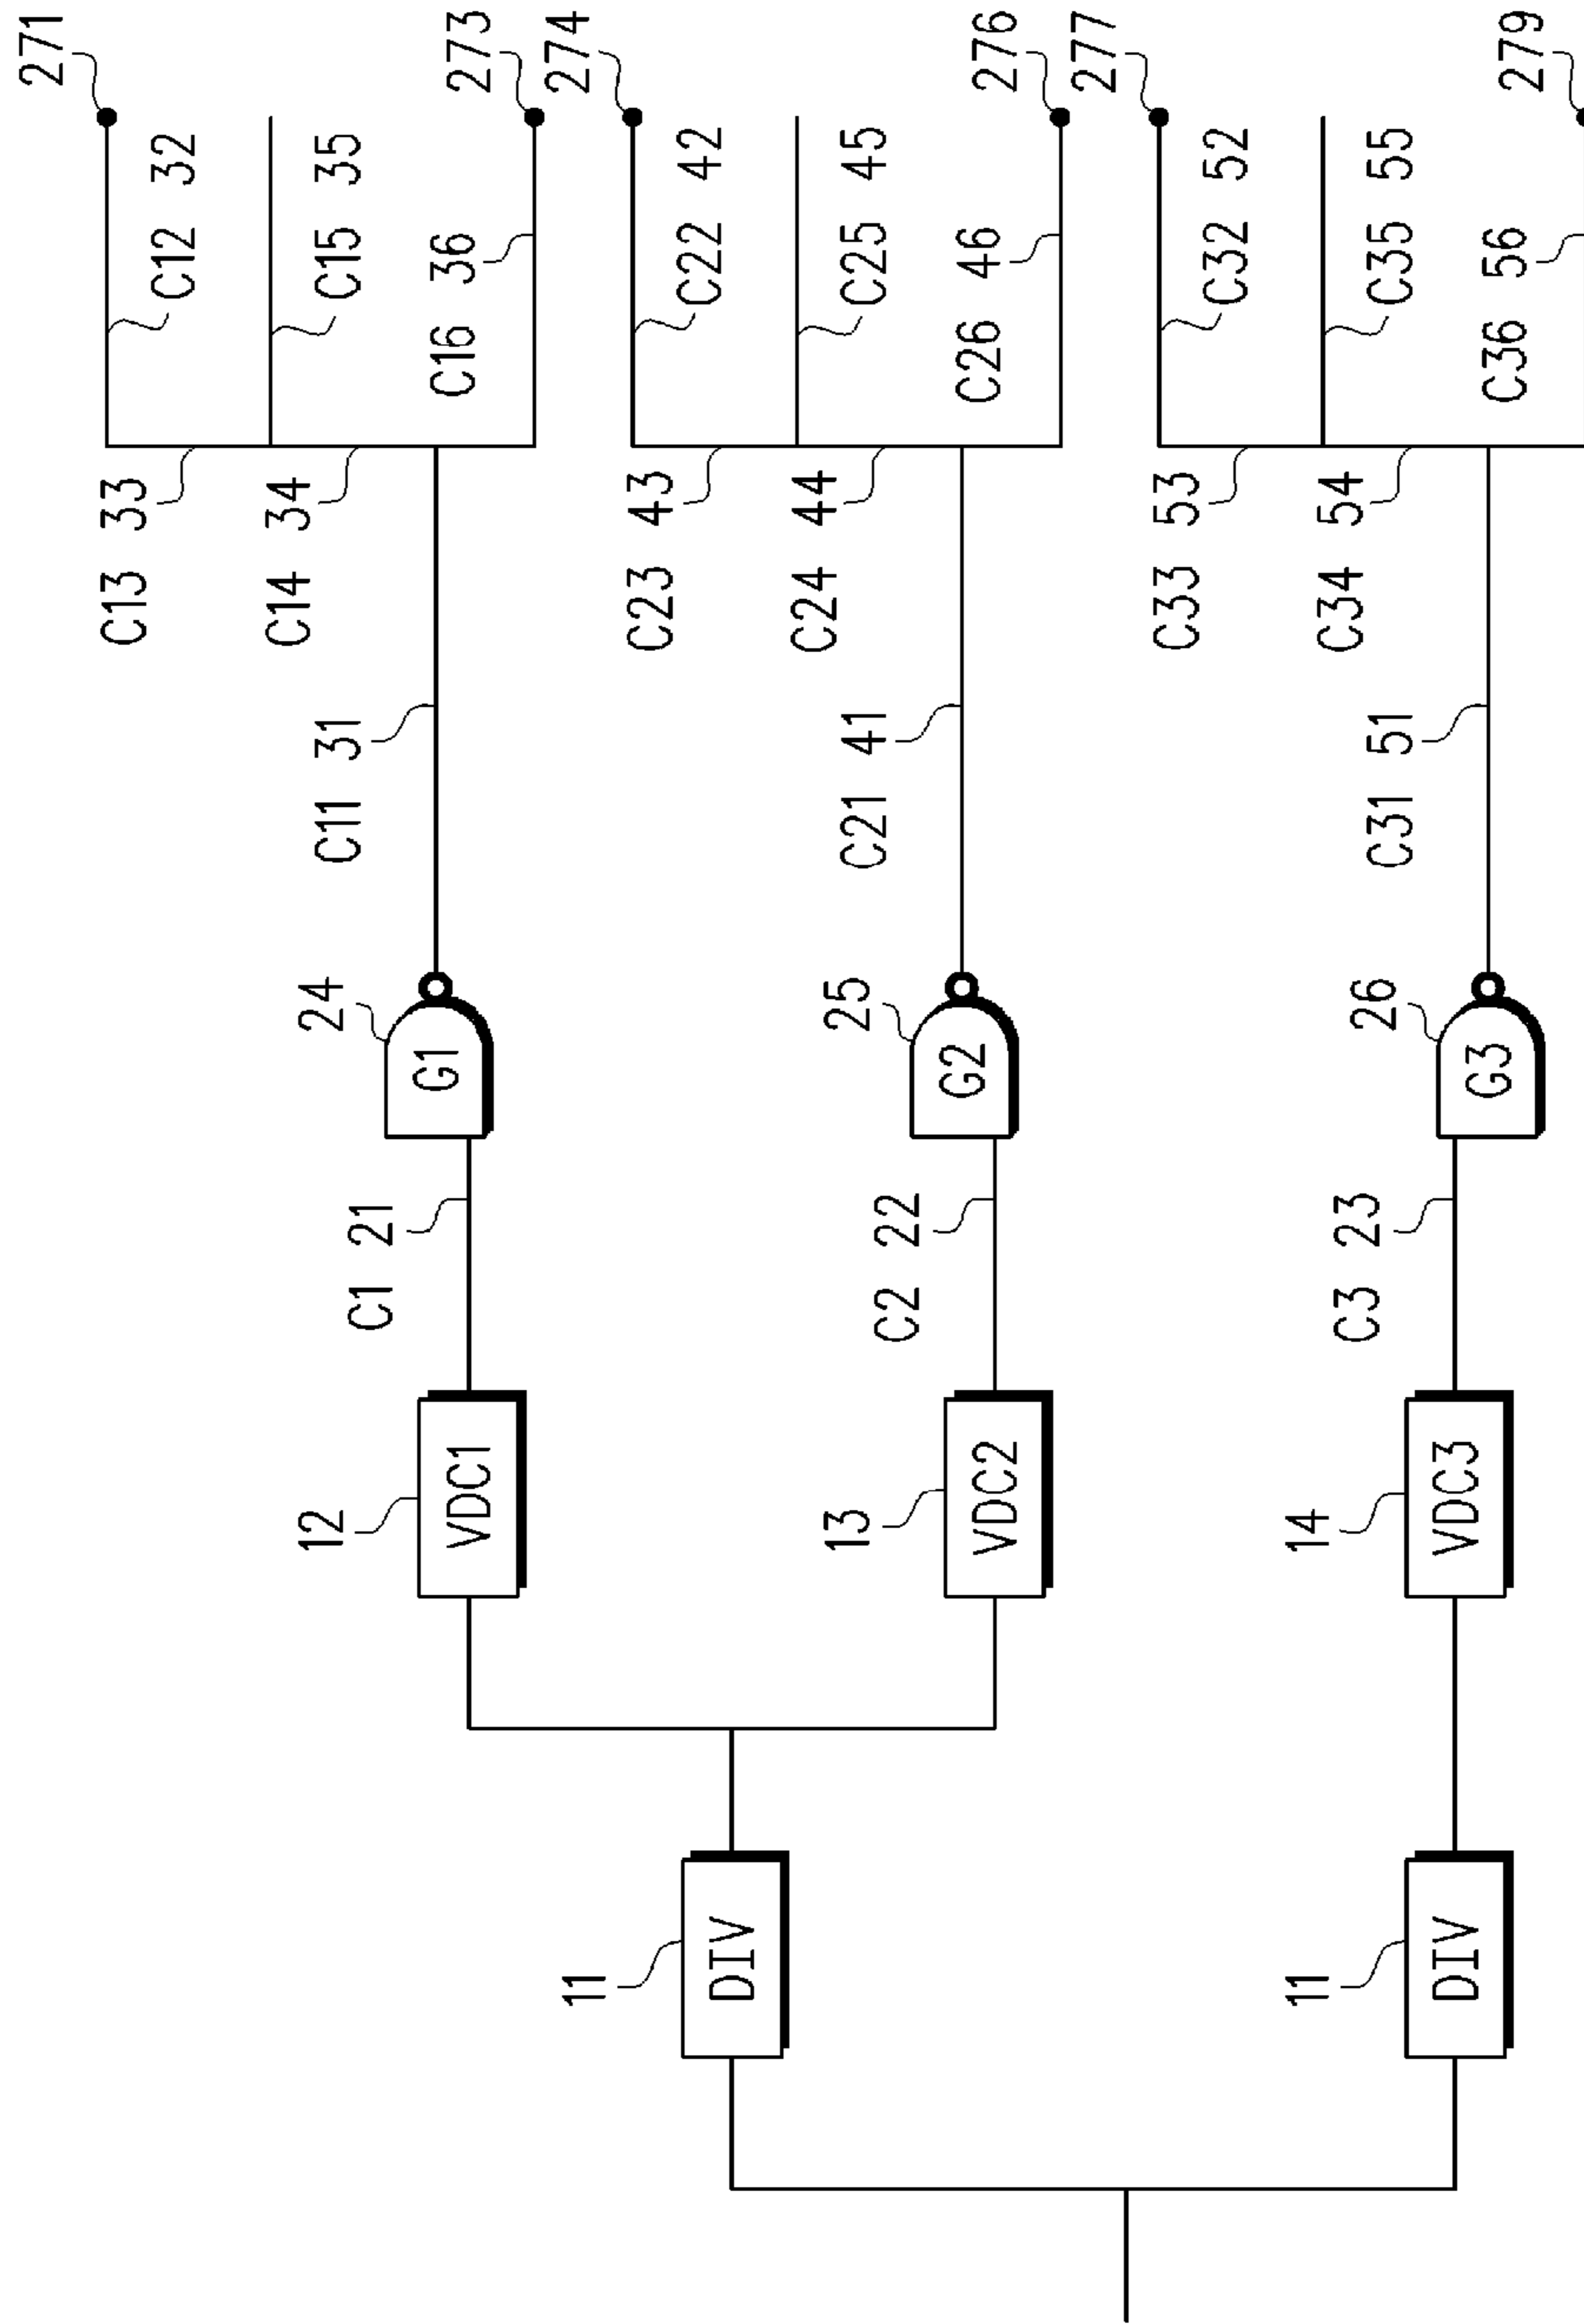 271
C12 32
C13 33
C15 35
C14 34
C16 36
273
C11 31
24
G1
C1 21
12
VDC1
274
C22 42
C23 43
C25 45
C24 44
C26 46
276
C21 41
25
G2
C2 22
13
VDC2
11
DIV
277
C32 52
C33 53
C35 55
C34 54
C36 56
279
C31 51
26
G3
C3 23
14
VDC3
11
DIV